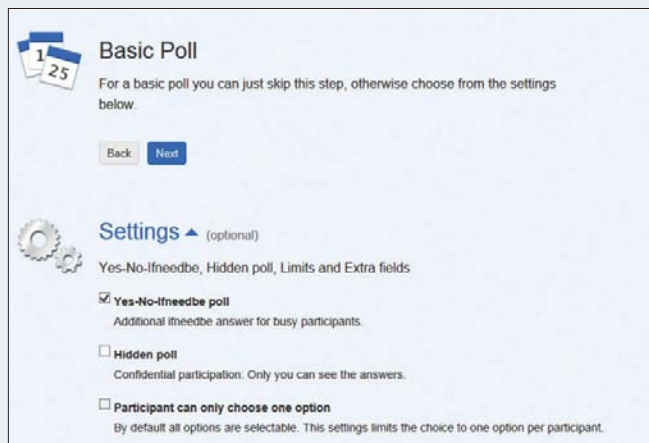 1
25
Basic Poll
For a basic poll you can just skip this step, otherwise choose from the settings
below.
Back Next
Settings (optional)
Yes-No-Ifneedbe, Hidden poll, Limits and Extra fields
Yes-No-Ifneedbe poll
Additional ifneedbe answer for busy participants.
Hidden poll
Confidential participation: Only you can see the answers.
Participant can only choose one option
By default all options are selectable. This settings limits the choice to one option per participant.